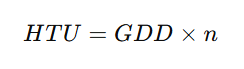 HTU = GDD × n